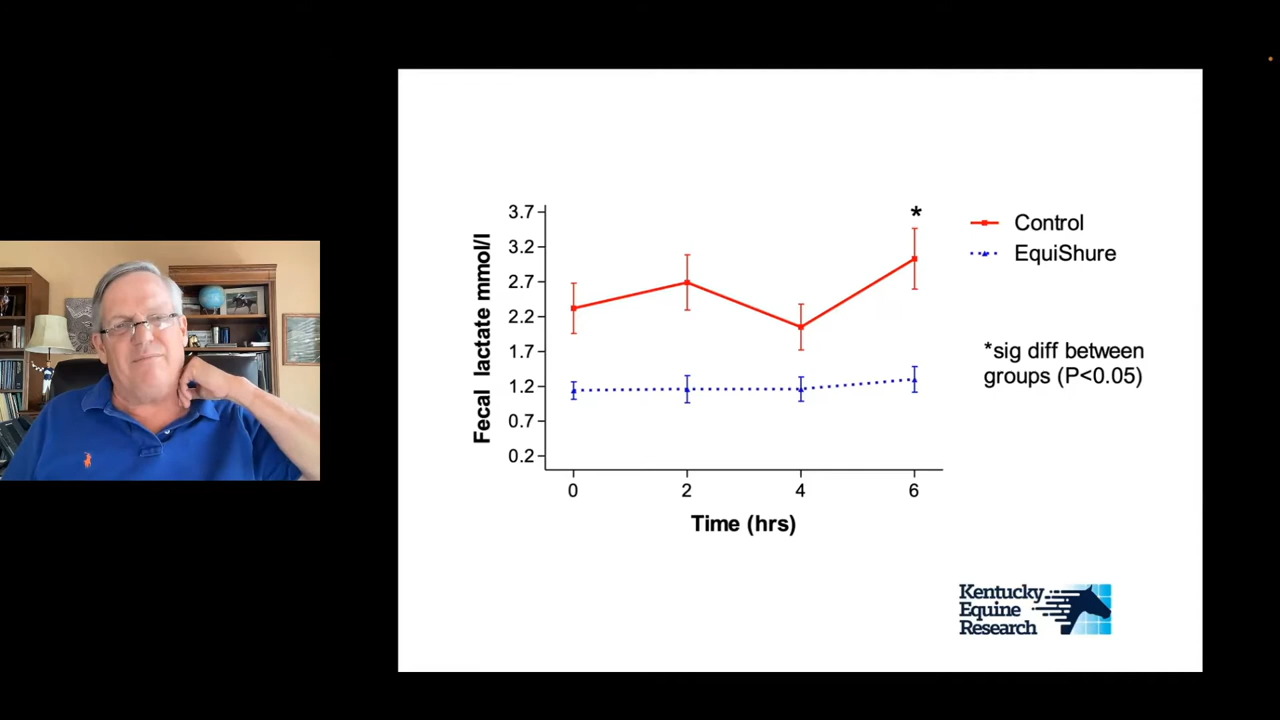 3.7
3.2
2.7
2.2
1.7
1.2
0.7
0.2
Fecal lactate mmol/l
0 2 4 6
Time (hrs)
*
Control
EquiShure
*sig diff between
groups (P<0.05)
Kentucky
Equine
Research